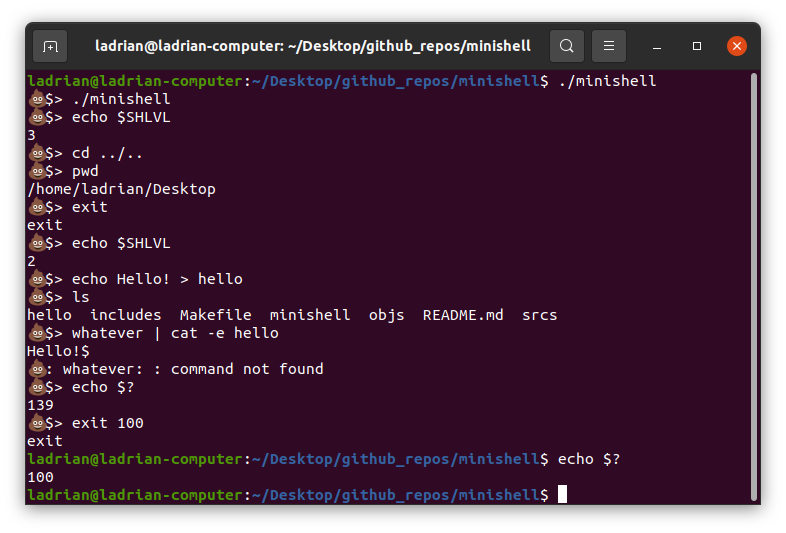 ladrian@ladrian-computer: ~/Desktop/github_repos/minishell
ladrian@ladrian-computer:~/Desktop/github_repos/minishell$ ./minishell
💩$> ./minishell
💩$> echo $SHLVL
3
💩$> cd ../..
💩$> pwd
/home/ladrian/Desktop
💩$> exit
exit
💩$> echo $SHLVL
2
💩$> echo Hello! > hello
💩$> ls
hello  includes  Makefile  minishell  objs  README.md  srcs
💩$> whatever | cat -e hello
Hello!$
💩: whatever: : command not found
💩$> echo $?
139
💩$> exit 100
exit
ladrian@ladrian-computer:~/Desktop/github_repos/minishell$ echo $?
100
ladrian@ladrian-computer:~/Desktop/github_repos/minishell$